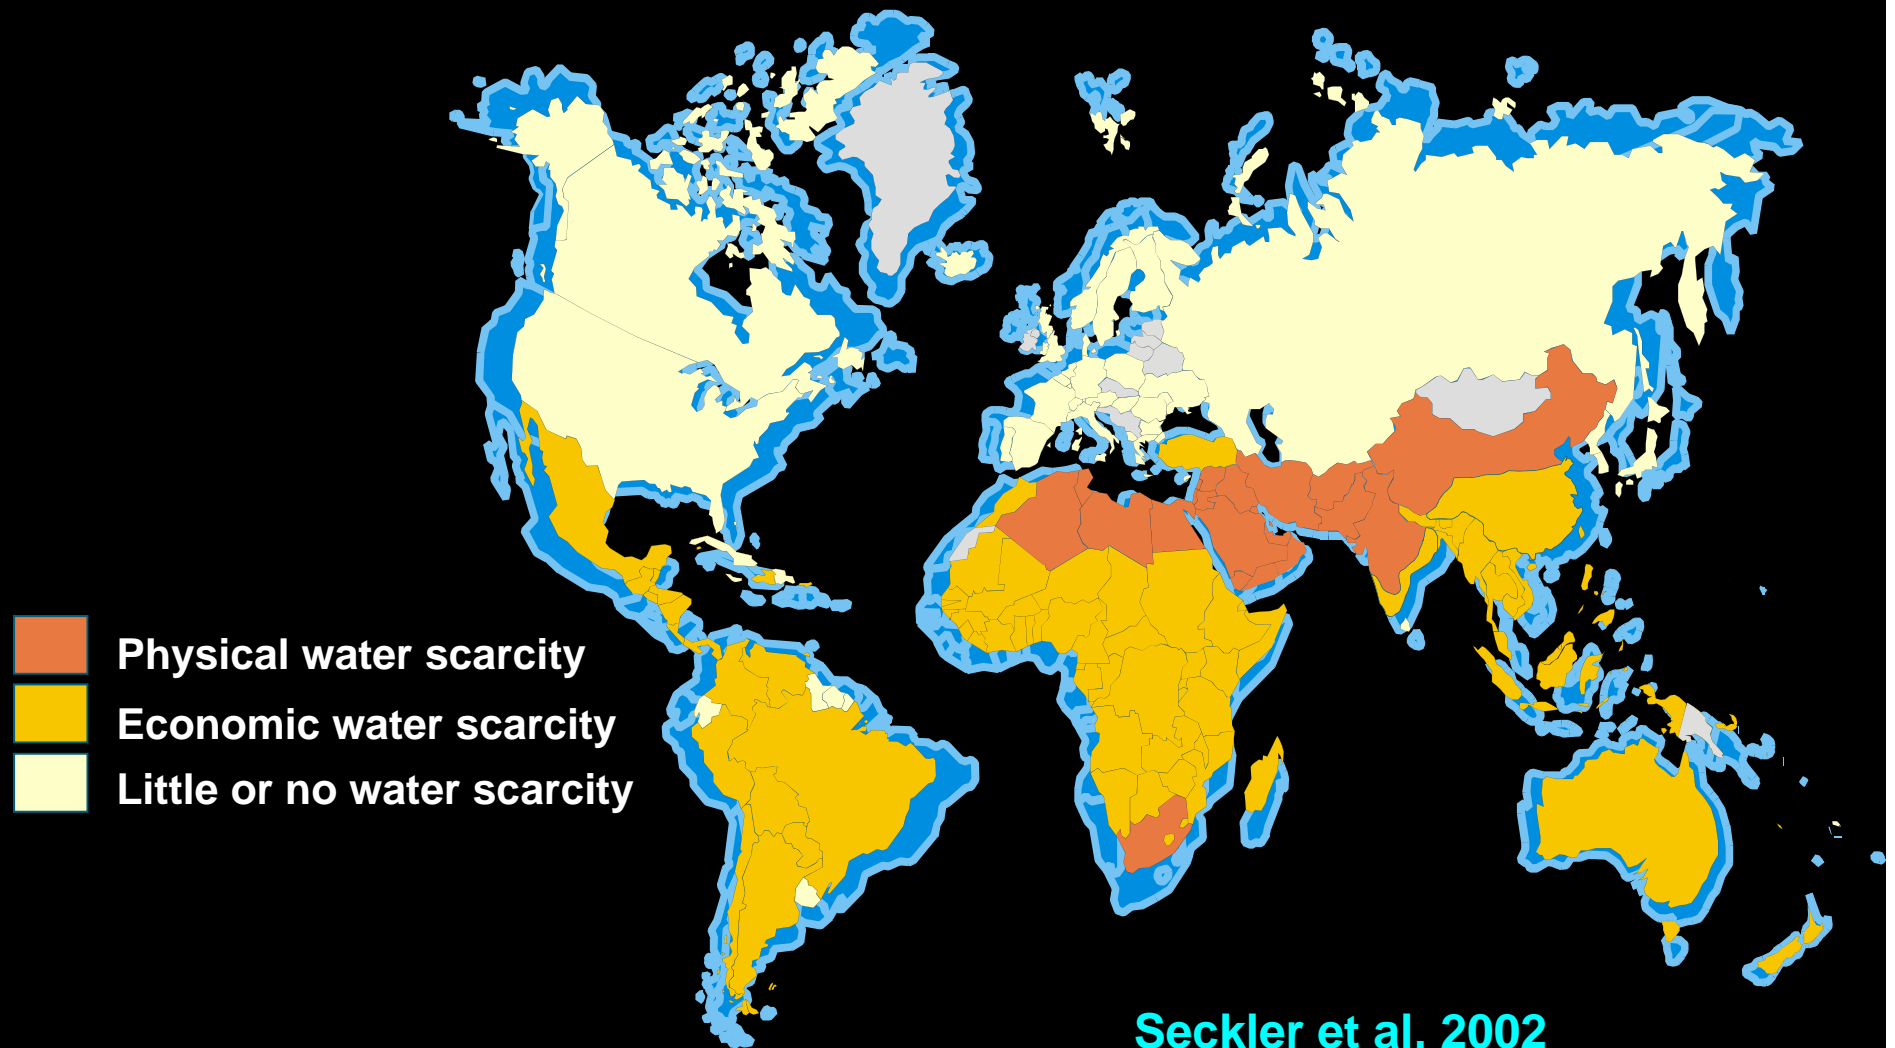 Physical water scarcity
Economic water scarcity
Little or no water scarcity
Seckler et al. 2002